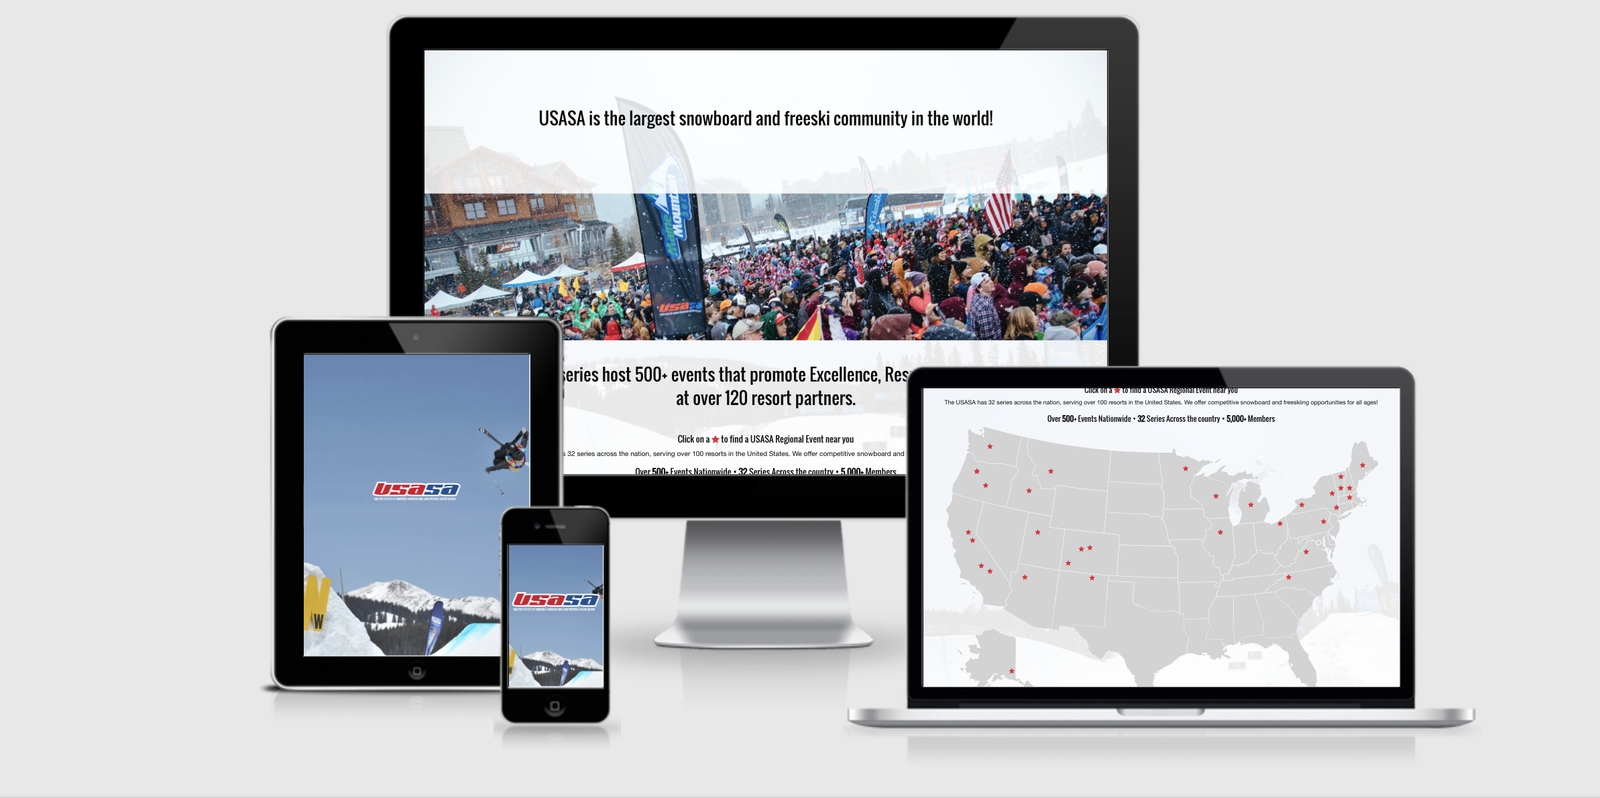 USASA is the largest snowboard and freeski community in the world!
usasa
series host 500+ events that promote Excellence, Res
at over 120 resort partners.
Click on a ★ to find a USASA Regional Event near you
32 series across the nation, serving over 100 resorts in the United States. We offer competitive snowboard and
Over 500+ Events Nationwide • 32 Series Across the country • 5,000+ Members
usasa
W
usasa
Click on a ★ to find a USASA Regional Event near you
The USASA has 32 series across the nation, serving over 100 resorts in the United States. We offer competitive snowboard and freeskiing opportunities for all ages!
Over 500+ Events Nationwide • 32 Series Across the country • 5,000+ Members